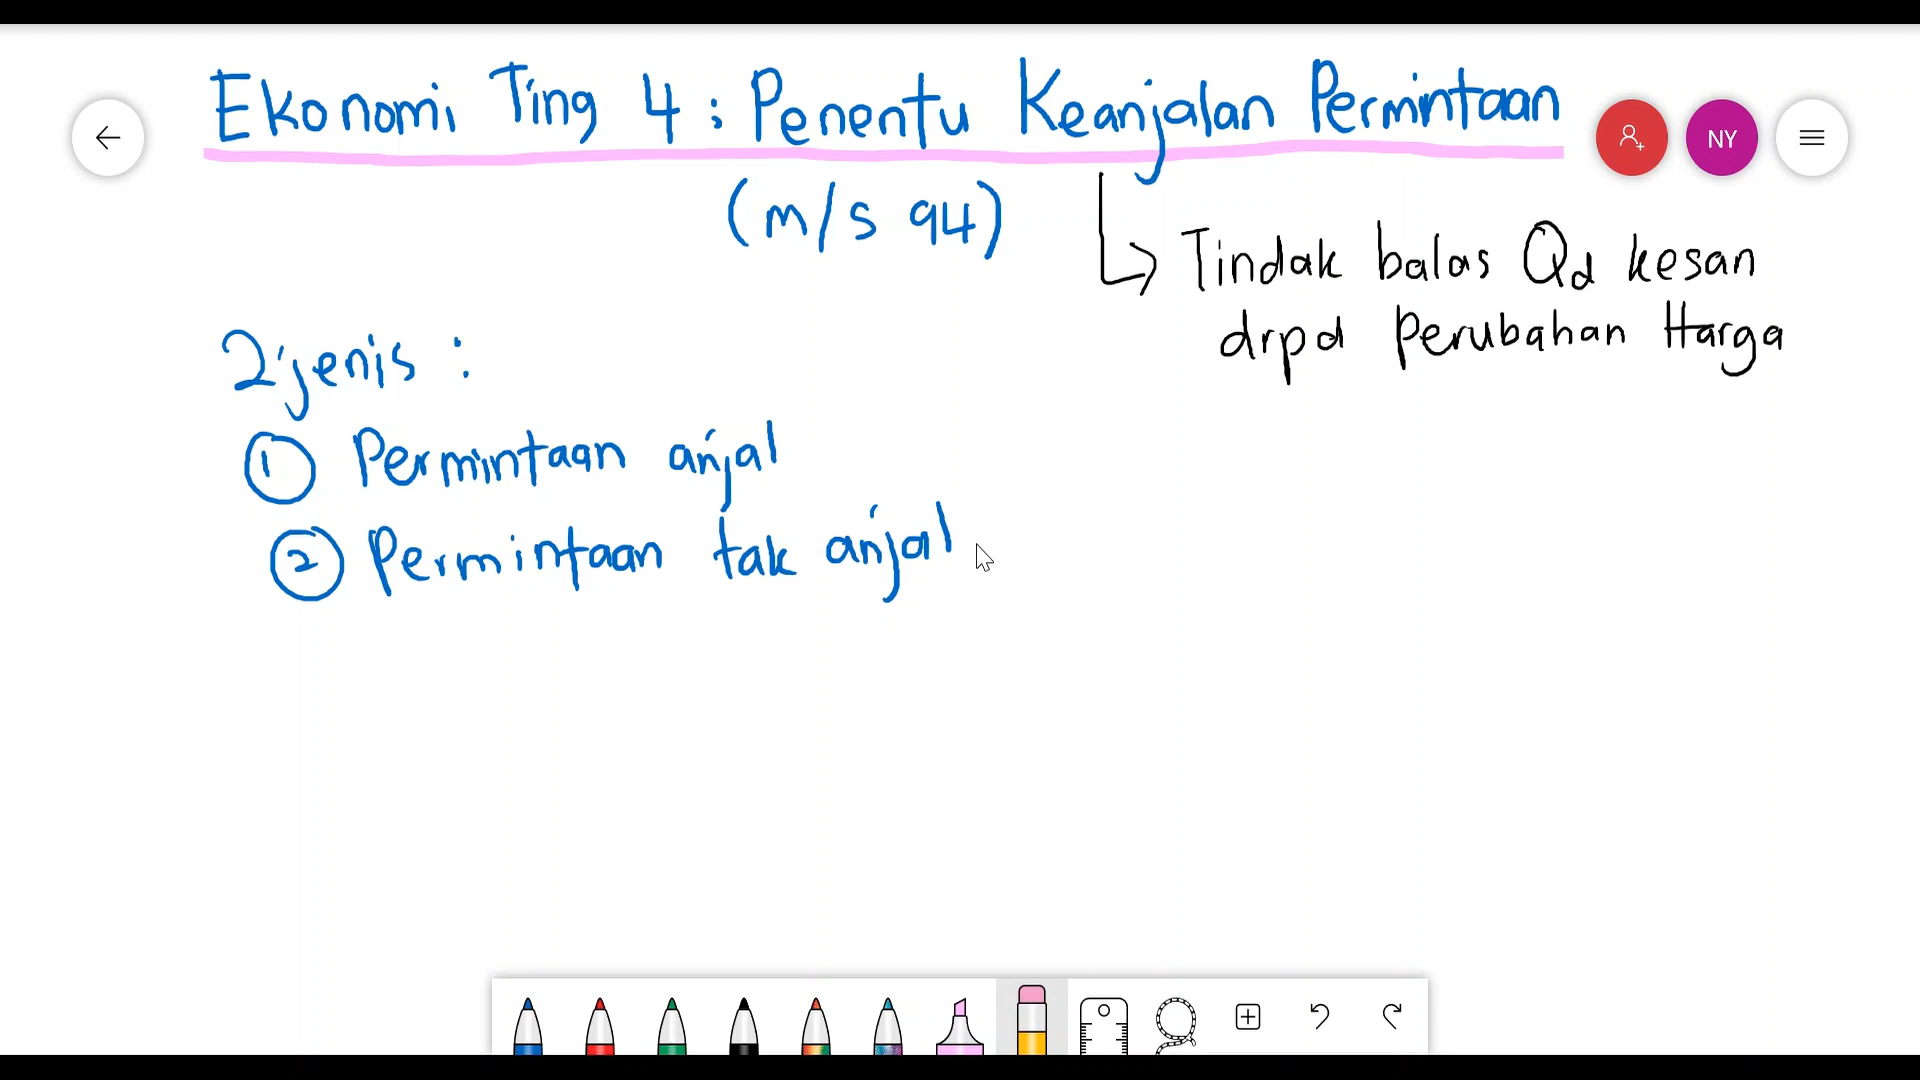 Ekonomi Ting 4 : Penentu Keanjalan Permintaan
(m/s 94)
Tindak balas Qd kesan
drpd Perubahan Harga
2 jenis :
① Permintaan anjal
② Permintaan tak anjal
NY